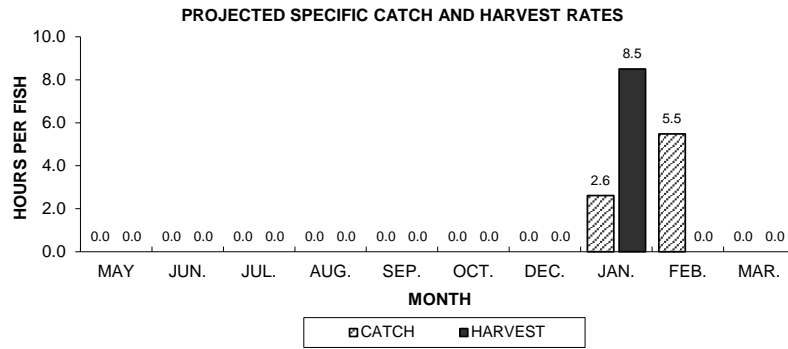 PROJECTED SPECIFIC CATCH AND HARVEST RATES
HOURS PER FISH
10.0
8.0
6.0
4.0
2.0
0.0
8.5
5.5
2.6
0.0 0.0 0.0 0.0 0.0 0.0 0.0 0.0 0.0 0.0 0.0 0.0 0.0 0.0 0.0 0.0 0.0
MAY JUN. JUL. AUG. SEP. OCT. DEC. JAN. FEB. MAR.
MONTH
CATCH HARVEST